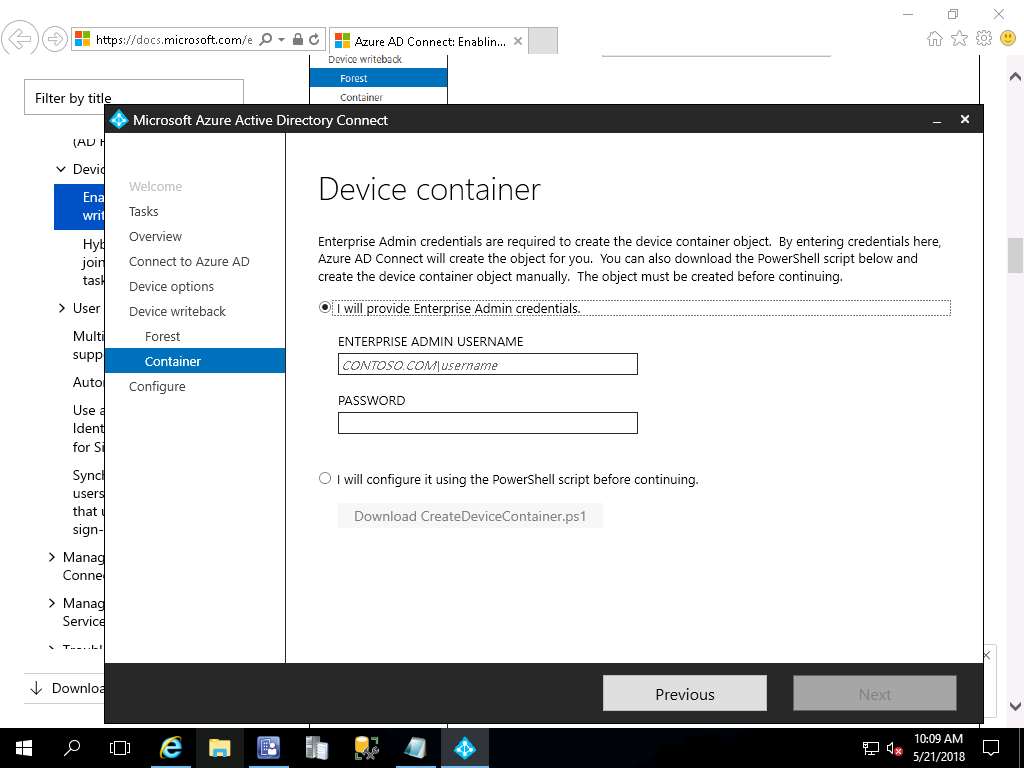 https://docs.microsoft.com/e
Azure AD Connect: Enablin...
Device writeback
Forest
Container
Filter by title
Microsoft Azure Active Directory Connect
(AD
Devic
Ena
writ
Hyb
join
task
User
Multi
supp
Auto
Use a
Ident
for Si
Synch
users
that u
sign-
Manag
Conne
Manag
Service
Downloa
Welcome
Tasks
Overview
Connect to Azure AD
Device options
Device writeback
Forest
Container
Configure
Device container
Enterprise Admin credentials are required to create the device container object. By entering credentials here,
Azure AD Connect will create the object for you. You can also download the PowerShell script below and
create the device container object manually. The object must be created before continuing.
I will provide Enterprise Admin credentials.
ENTERPRISE ADMIN USERNAME
CONTOSO.COM\username
PASSWORD
I will configure it using the PowerShell script before continuing.
Download CreateDeviceContainer.ps1
Previous
Next
10:09 AM
5/21/2018